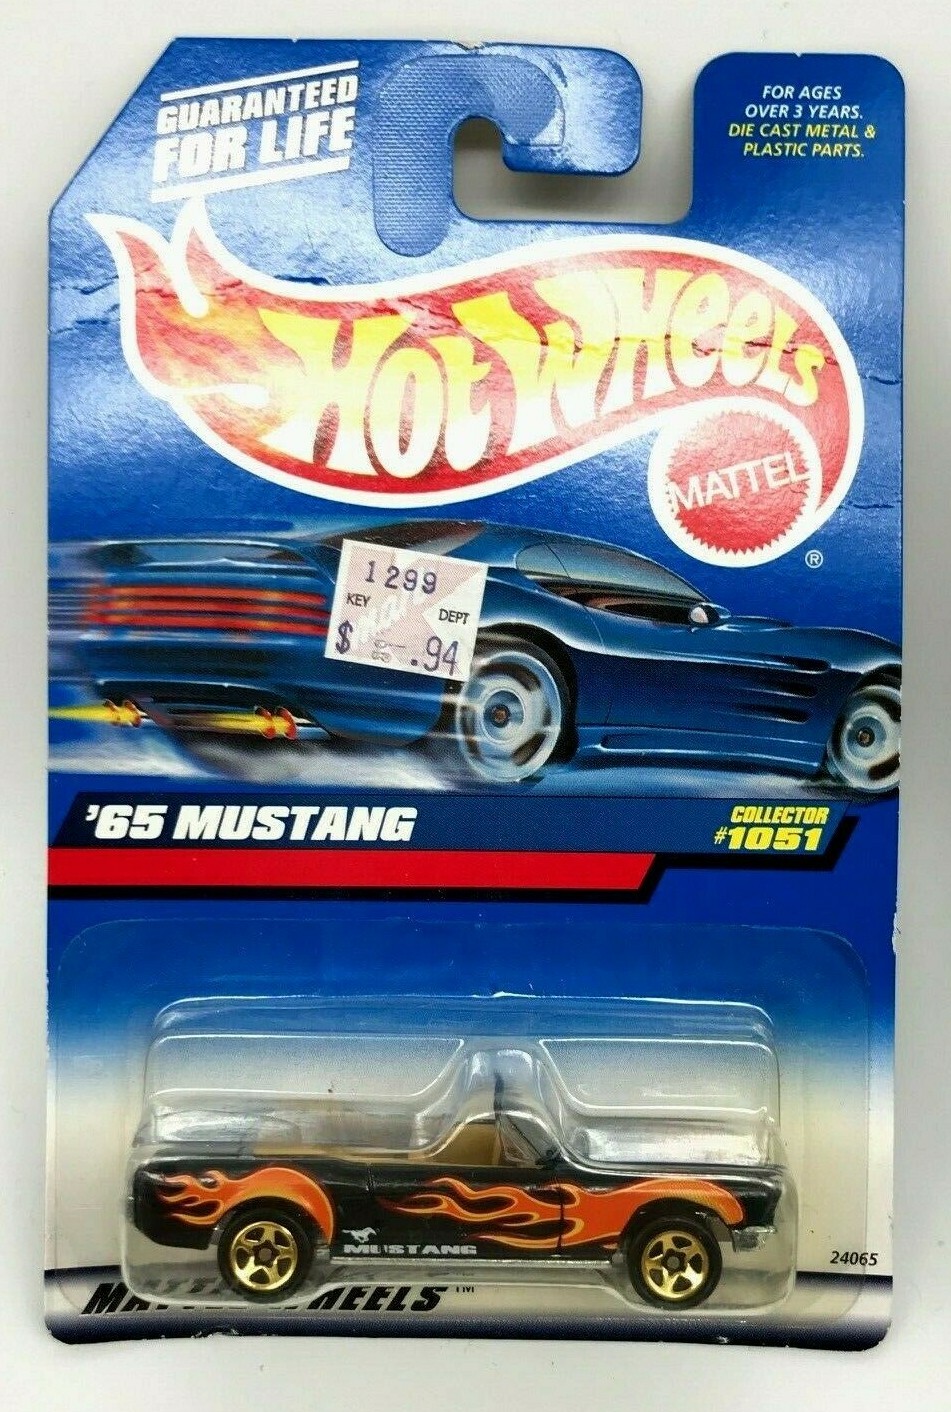 GUARANTEED
FOR LIFE
FOR AGES
OVER 3 YEARS.
DIE CAST METAL &
PLASTIC PARTS.
HOT WHEELS
MATTEL
®
1299
KEY
DEPT
$ .94
'65 MUSTANG
COLLECTOR
#1051
MUSTANG
24065
WHEELS™